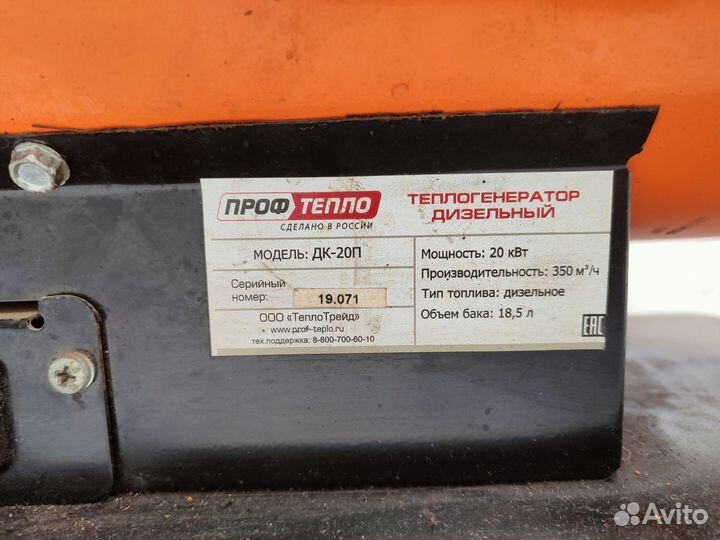 ПРОФ ТЕПЛО
СДЕЛАНО В РОССИИ
ТЕПЛОГЕНЕРАТОР
ДИЗЕЛЬНЫЙ
МОДЕЛЬ: ДК-20П
Серийный
номер: 19.071
ООО «ТеплоТрейд»
www.prof-teplo.ru
тех.поддержка: 8-800-700-60-10
Мощность: 20 кВт
Производительность: 350 м³/ч
Тип топлива: дизельное
Объем бака: 18,5 л
EAC
Avito